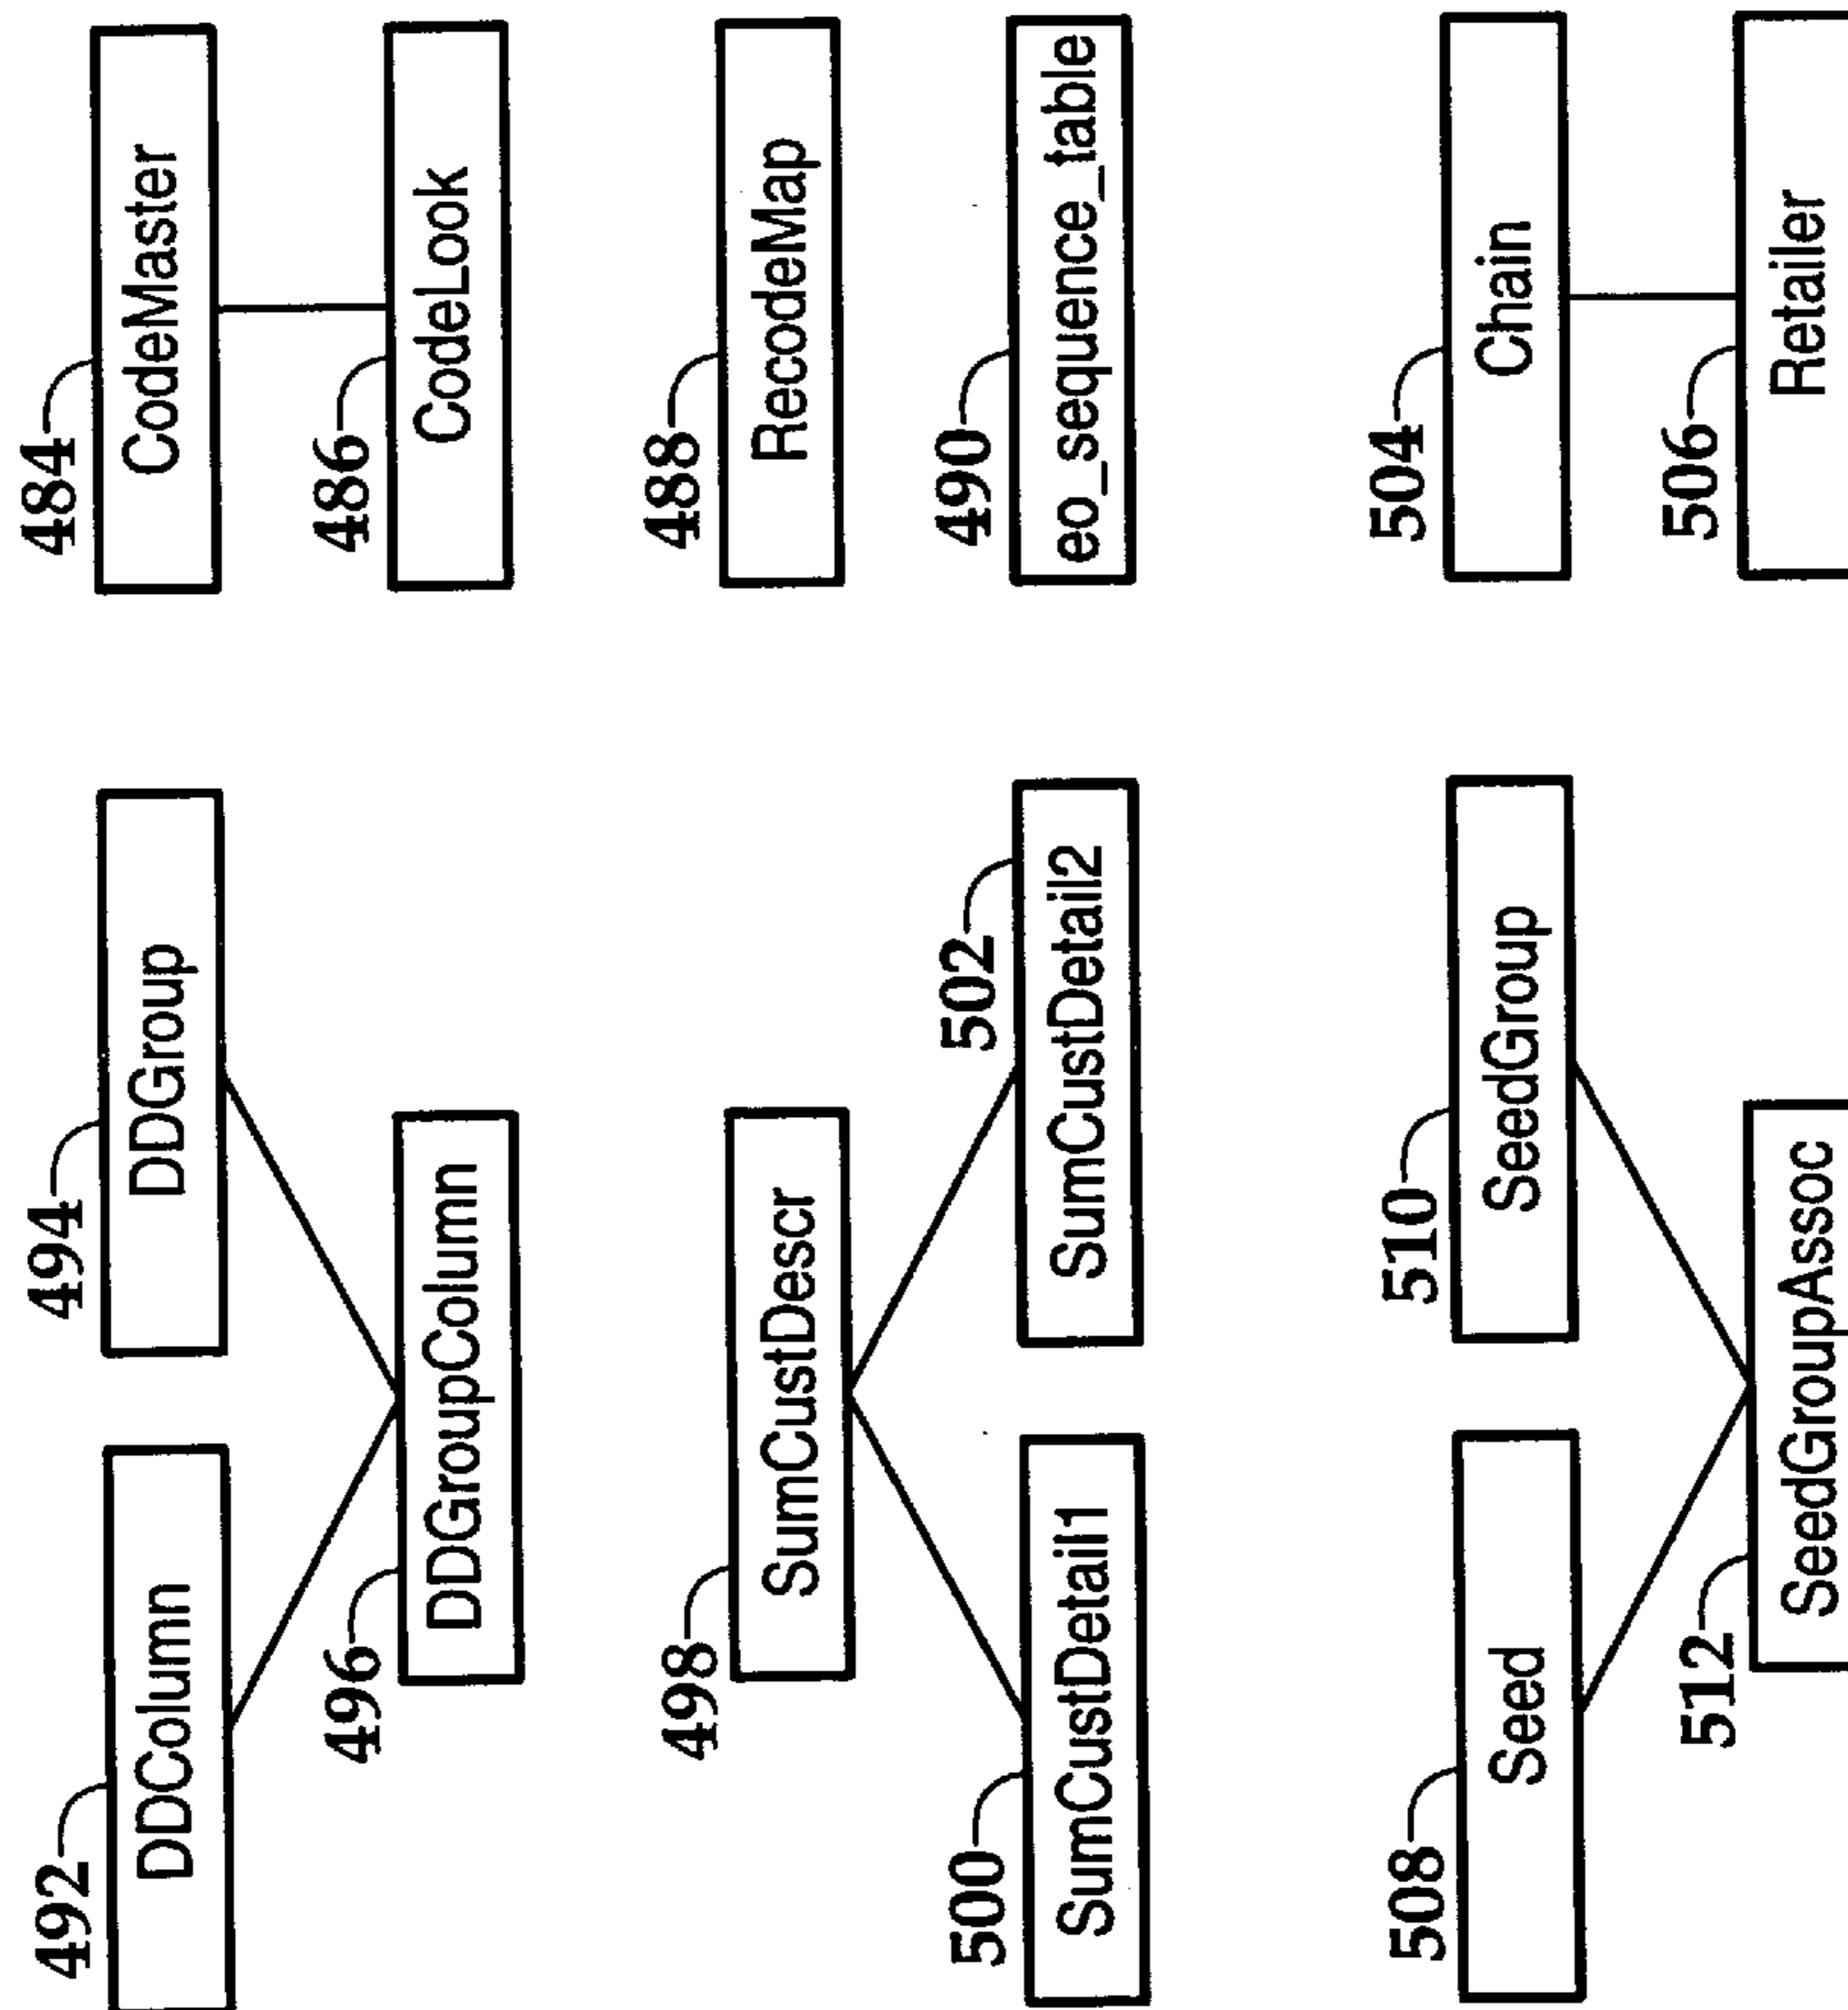 492
DDColumn
494
DDGroup
484
CodeMaster
496
DDGroupColumn
486
CodeLook
498
SumCustDescr
488
RecodeMap
500
SumCustDetail1
502
SumCustDetail2
490
eo_sequence_table
508
Seed
510
SeedGroup
504
Chain
512
SeedGroupAssoc
506
Retailer